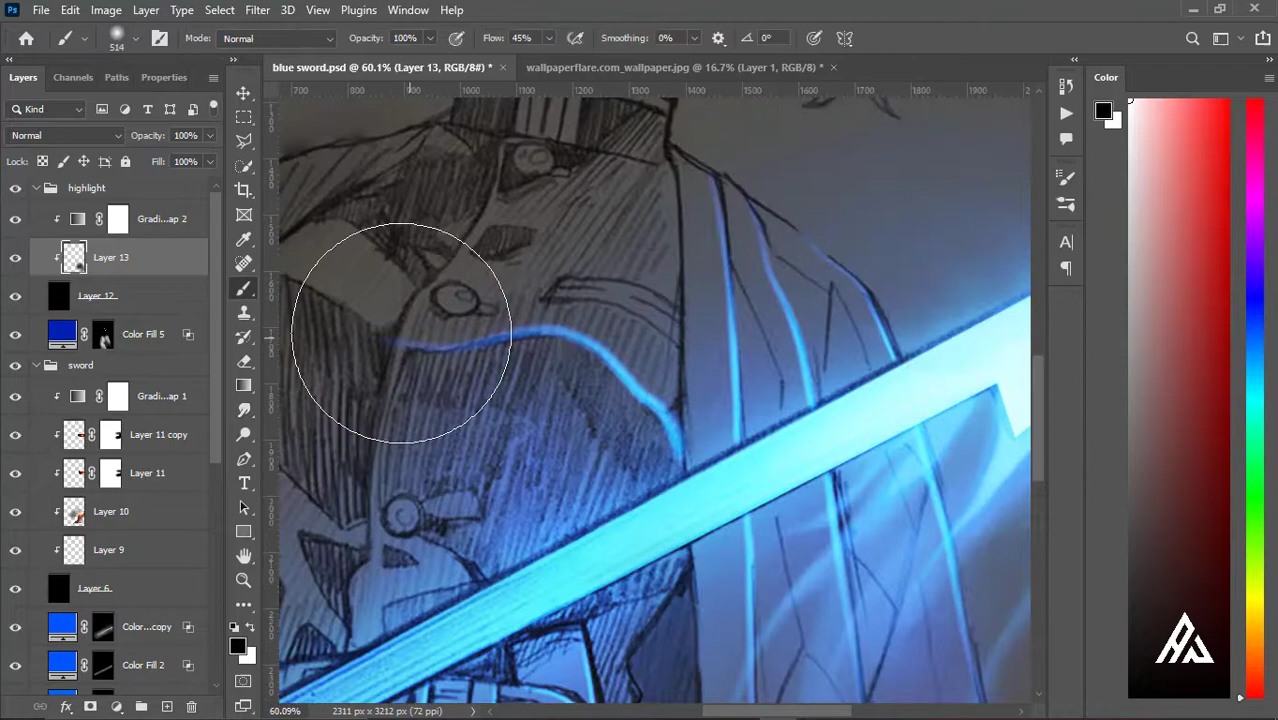 Ps File Edit Image Layer Type Select Filter 3D View Plugins Window Help
514 Mode: Normal Opacity: 100% Flow: 45% Smoothing: 0% 0°
Layers Channels Paths Properties
blue sword.psd @ 60.1% (Layer 13, RGB/8#) * wallpaperflare.com_wallpaper.jpg @ 16.7% (Layer 1, RGB/8) *
Color
Kind
700 800 900 1000 1100 1200 1300 1400 1500 1600 1700 1800 1900 2
Normal Opacity: 100%
Lock: Fill: 100%
highlight
Gradi...ap 2
Layer 13
Layer 12
Color Fill 5
sword
Gradi...ap 1
Layer 11 copy
Layer 11
Layer 10
Layer 9
Layer 6
Color...copy
Color Fill 2
60.09% 2311 px x 3212 px (72 ppi)